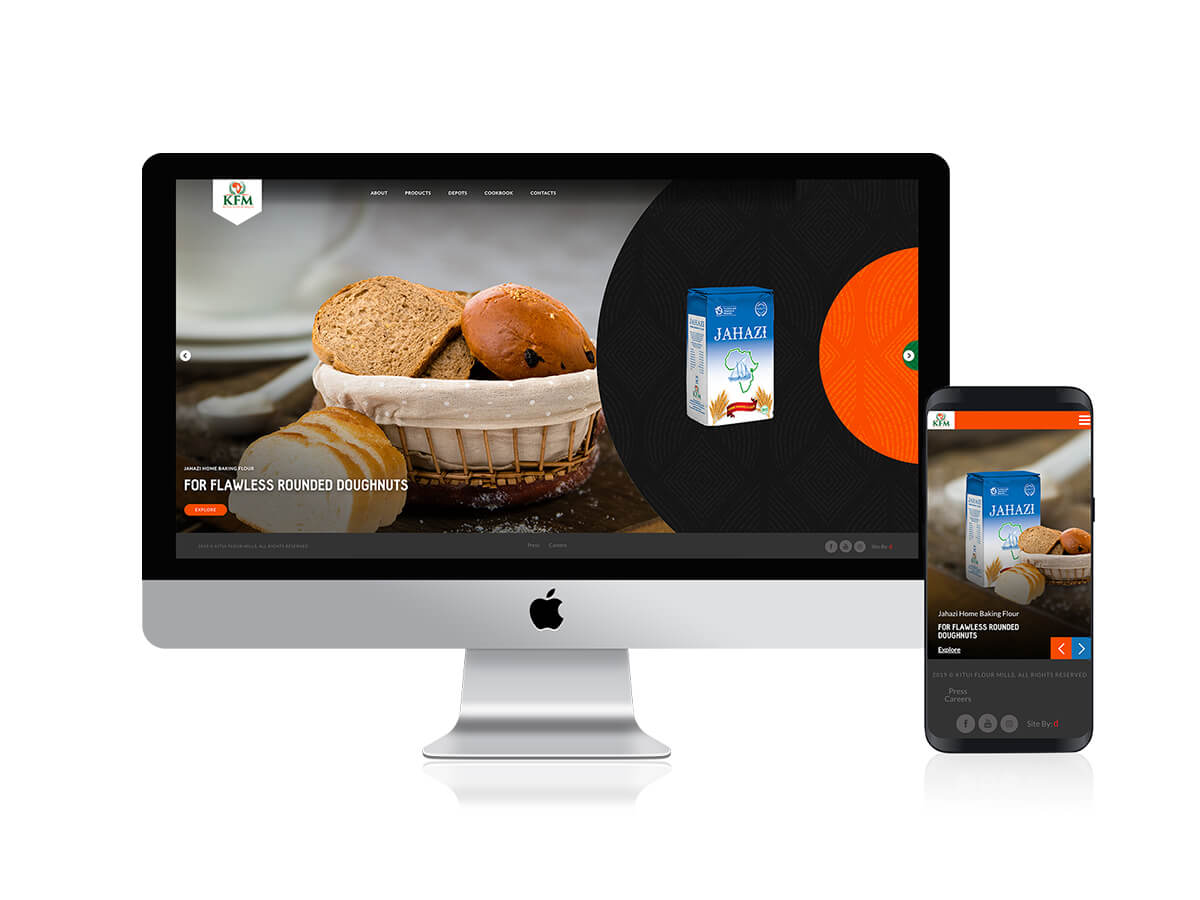 KFM
ABOUT PRODUCTS DEPOTS COOKBOOK CONTACTS
JAHAZI
JAHAZI
KFM
JAHAZI HOME BAKING FLOUR
FOR FLAWLESS ROUNDED DOUGHNUTS
EXPLORE
2019 © KITUI FLOUR MILLS, ALL RIGHTS RESERVED
Press Careers
Site By: d
KFM
JAHAZI
Jahazi Home Baking Flour
FOR FLAWLESS ROUNDED
DOUGHNUTS
Explore
2019 © KITUI FLOUR MILLS, ALL RIGHTS RESERVED
Press
Careers
Site By: d